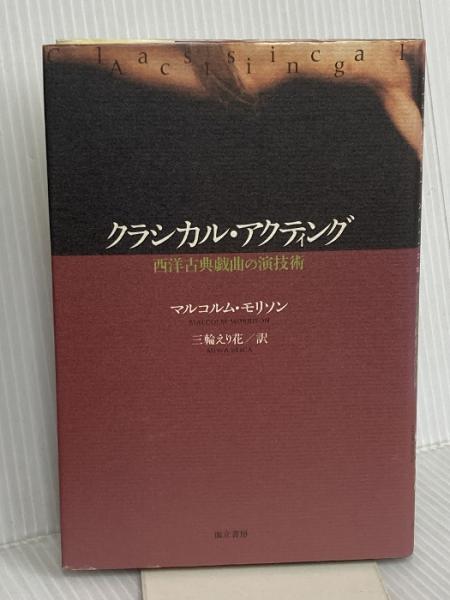 Classical
Acting
クラシカル・アクティング
西洋古典戯曲の演技術
マルコルム・モリソン
MALCOLM MORRISON
三輪えり花/訳
MIWA ERICA
而立書房